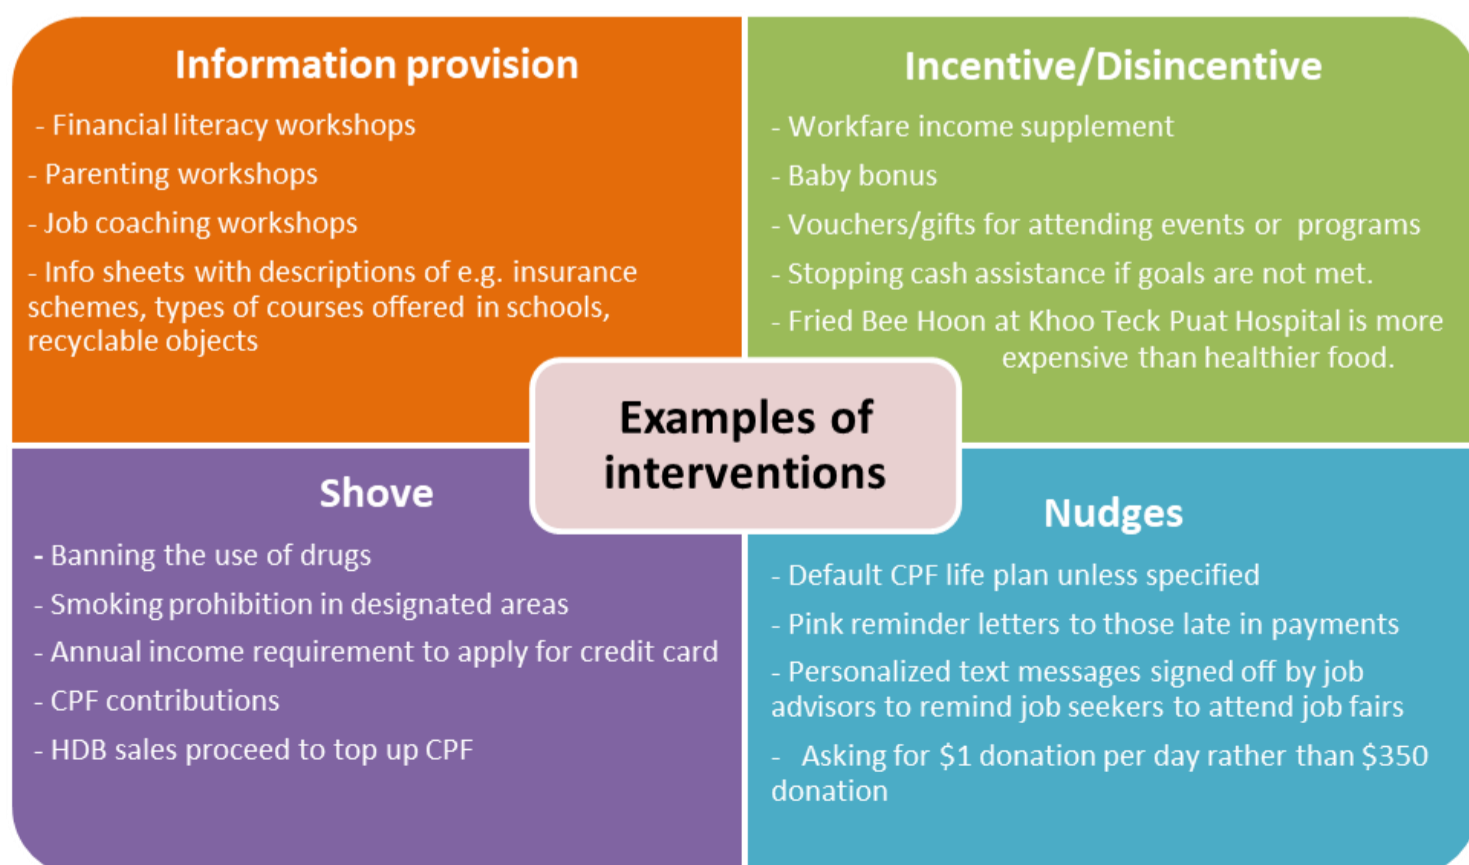 Information provision
- Financial literacy workshops
- Parenting workshops
- Job coaching workshops
- Info sheets with descriptions of e.g. insurance
schemes, types of courses offered in schools,
recyclable objects
Incentive/Disincentive
- Workfare income supplement
- Baby bonus
- Vouchers/gifts for attending events or programs
- Stopping cash assistance if goals are not met.
- Fried Bee Hoon at Khoo Teck Puat Hospital is more
expensive than healthier food.
Examples of
interventions
Shove
- Banning the use of drugs
- Smoking prohibition in designated areas
- Annual income requirement to apply for credit card
- CPF contributions
- HDB sales proceed to top up CPF
Nudges
- Default CPF life plan unless specified
- Pink reminder letters to those late in payments
- Personalized text messages signed off by job
advisors to remind job seekers to attend job fairs
- Asking for $1 donation per day rather than $350
donation